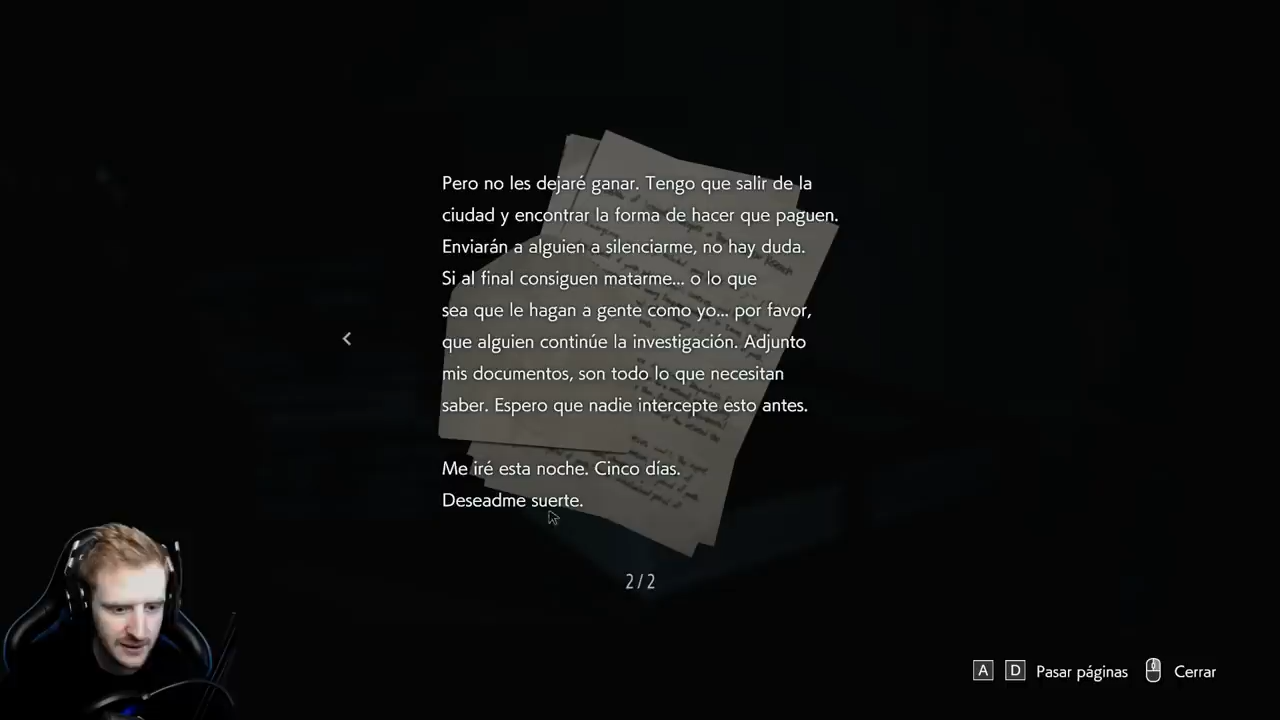 Pero no les dejaré ganar. Tengo que salir de la
ciudad y encontrar la forma de hacer que paguen.
Enviarán a alguien a silenciarme, no hay duda.
Si al final consiguen matarme... o lo que
sea que le hagan a gente como yo... por favor,
que alguien continúe la investigación. Adjunto
mis documentos, son todo lo que necesitan
saber. Espero que nadie intercepte esto antes.
Me iré esta noche. Cinco días.
Deseadme suerte.
2/2
A D Pasar páginas Cerrar